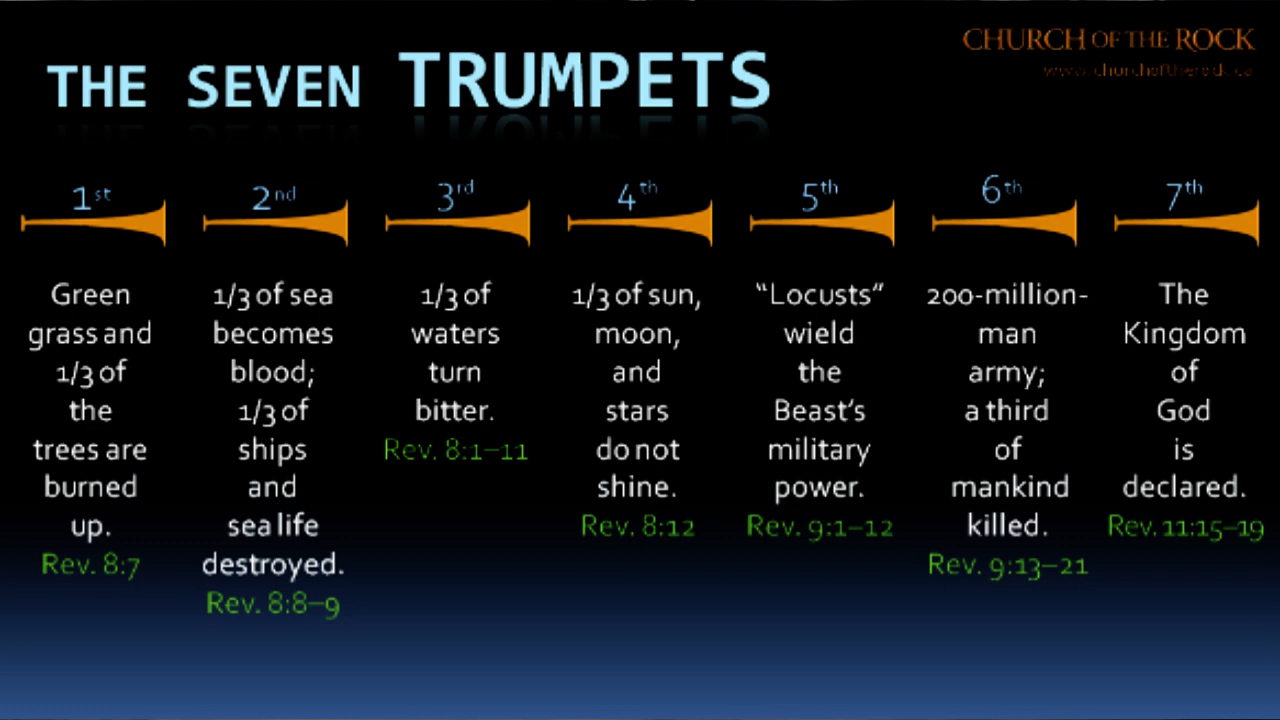 CHURCH OF THE ROCK
www.churchoftherock.ca
THE SEVEN TRUMPETS
1st
Green
grass and
1/3 of
the
trees are
burned
up.
Rev. 8:7
2nd
1/3 of sea
becomes
blood;
1/3 of
ships
and
sea life
destroyed.
Rev. 8:8–9
3rd
1/3 of
waters
turn
bitter.
Rev. 8:1–11
4th
1/3 of sun,
moon,
and
stars
do not
shine.
Rev. 8:12
5th
“Locusts”
wield
the
Beast’s
military
power.
Rev. 9:1–12
6th
200-million-
man
army;
a third
of
mankind
killed.
Rev. 9:13–21
7th
The
Kingdom
of
God
is
declared.
Rev. 11:15–19